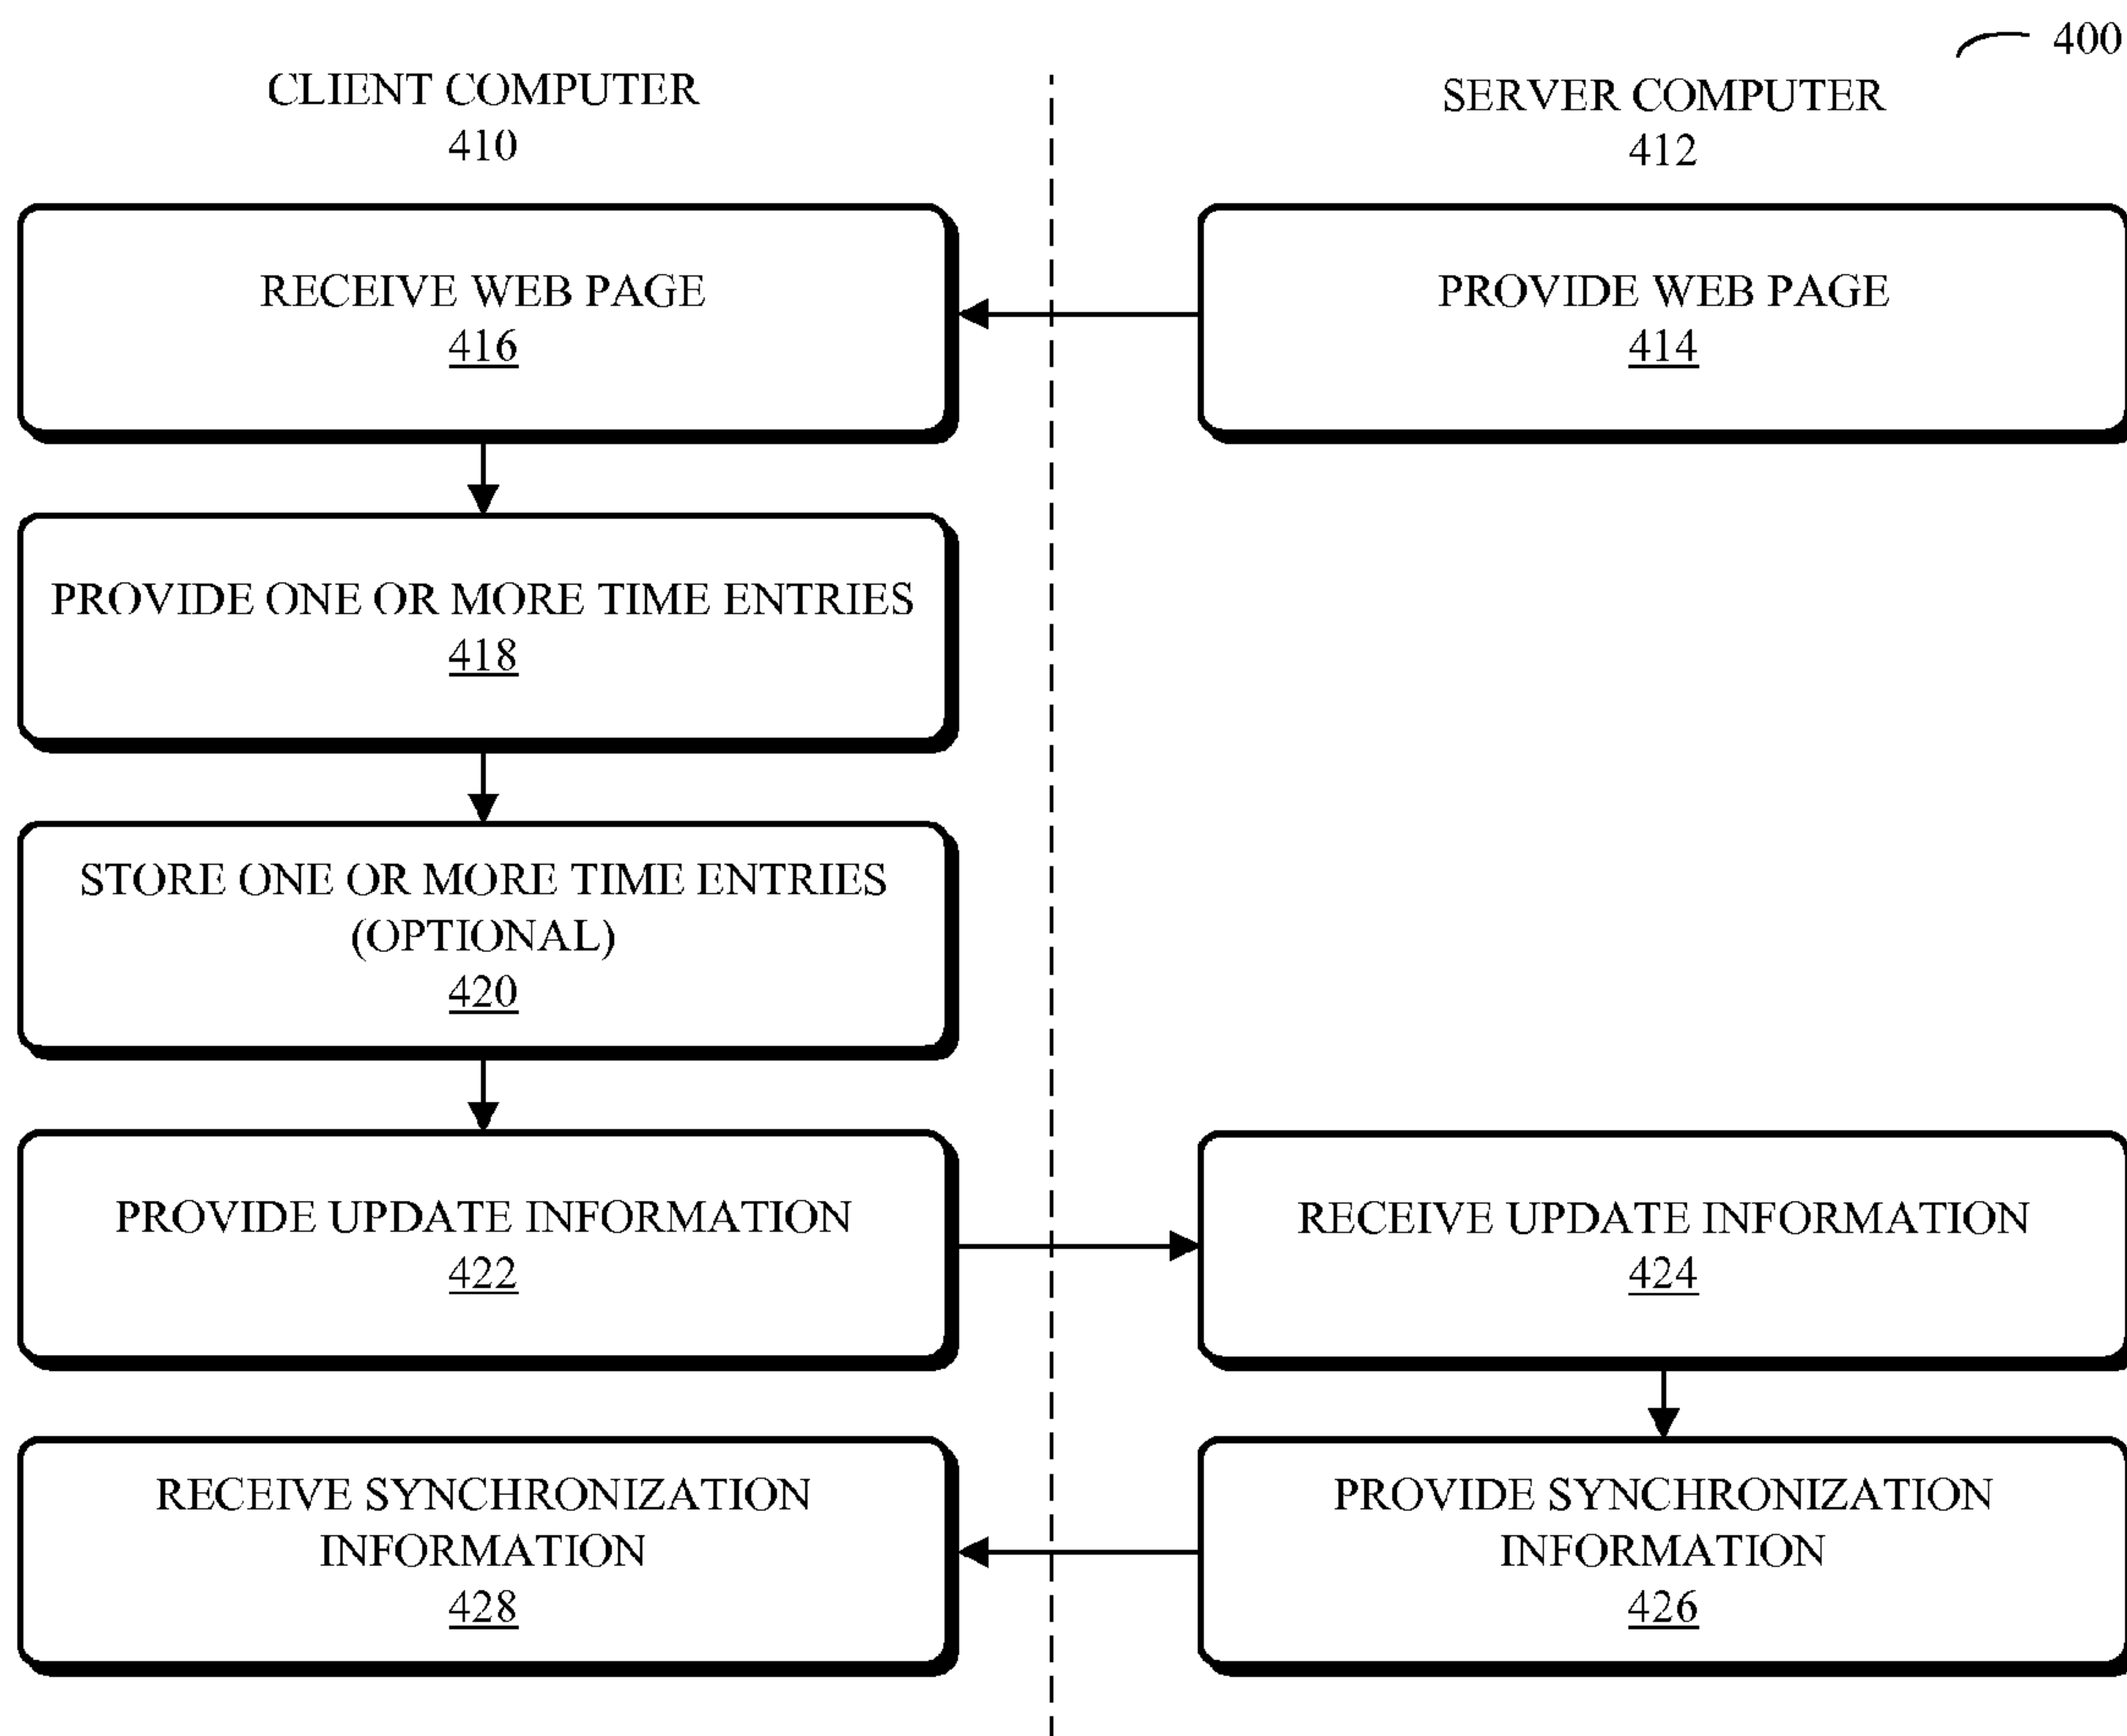 400
CLIENT COMPUTER
410
SERVER COMPUTER
412
RECEIVE WEB PAGE
416
PROVIDE WEB PAGE
414
PROVIDE ONE OR MORE TIME ENTRIES
418
STORE ONE OR MORE TIME ENTRIES
(OPTIONAL)
420
PROVIDE UPDATE INFORMATION
422
RECEIVE UPDATE INFORMATION
424
RECEIVE SYNCHRONIZATION
INFORMATION
428
PROVIDE SYNCHRONIZATION
INFORMATION
426